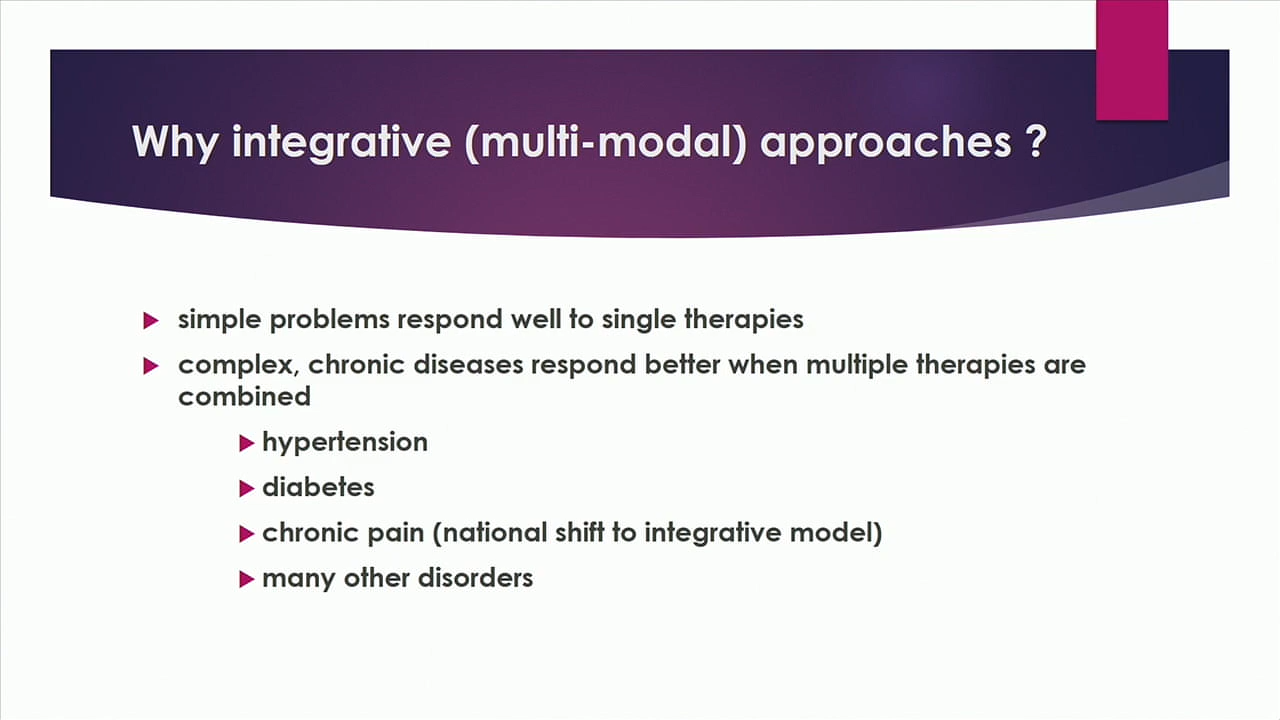 Why integrative (multi-modal) approaches ?
simple problems respond well to single therapies
complex, chronic diseases respond better when multiple therapies are
combined
hypertension
diabetes
chronic pain (national shift to integrative model)
many other disorders